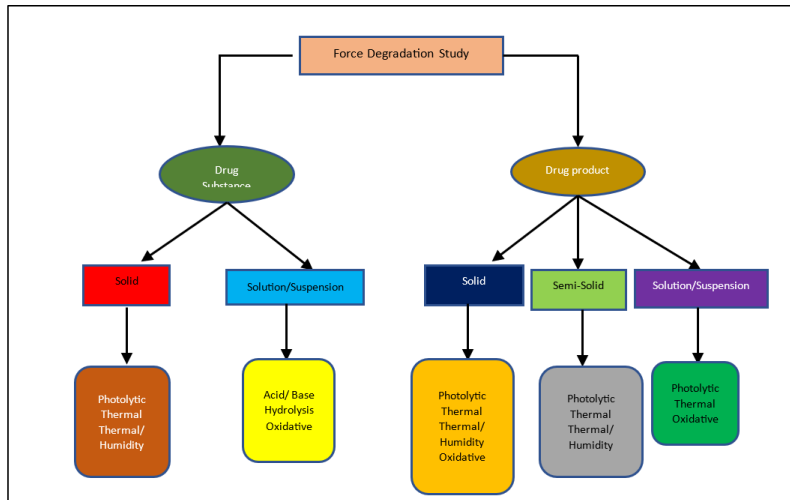 Force Degradation Study
Drug
Substance
Drug product
Solid
Solution/Suspension
Solid
Semi-Solid
Solution/Suspension
Photolytic
Thermal
Thermal/
Humidity
Acid/ Base
Hydrolysis
Oxidative
Photolytic
Thermal
Thermal/
Humidity
Oxidative
Photolytic
Thermal
Thermal/
Humidity
Photolytic
Thermal
Oxidative